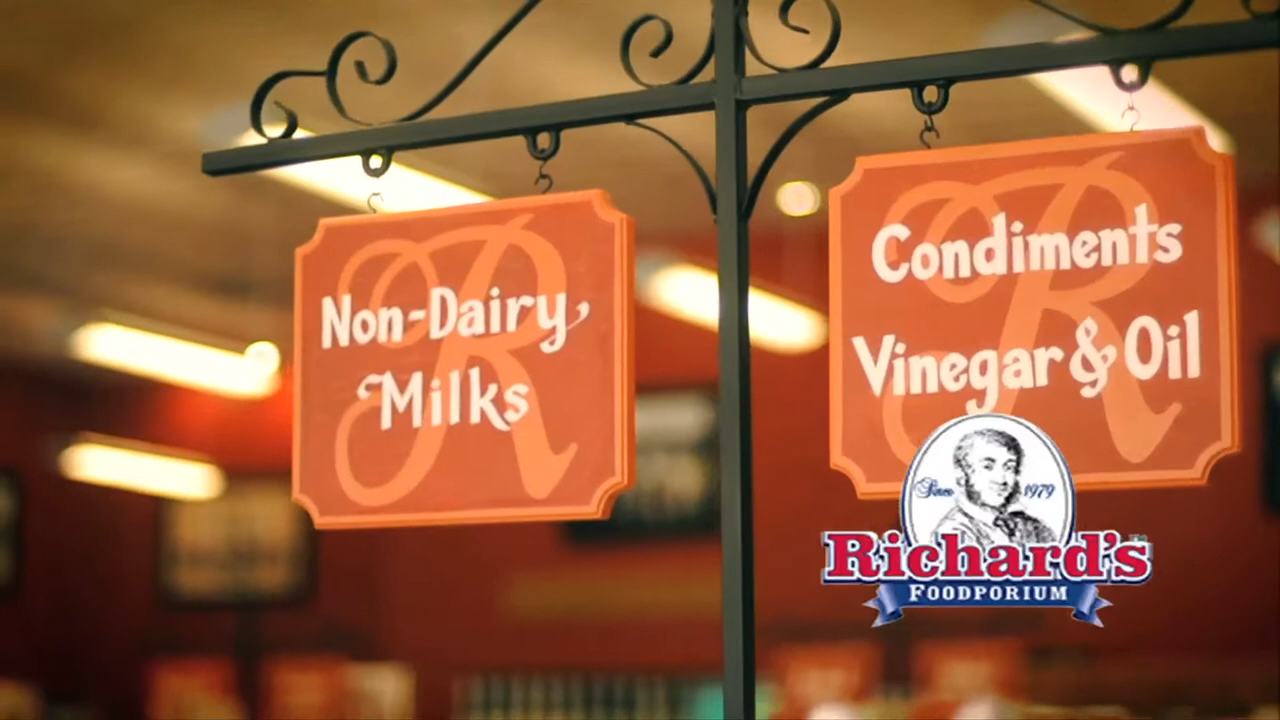 Non-Dairy
Milks
Condiments
Vinegar & Oil
Since 1979
Richard's
FOODPORIUM